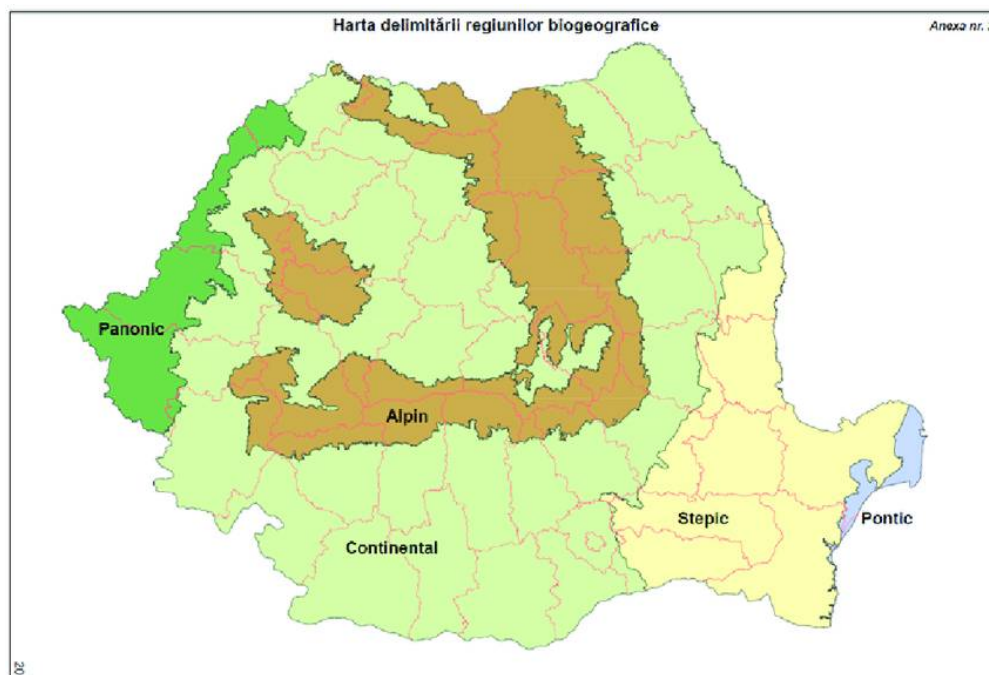 Harta delimitării regiunilor biogeografice
Anexa nr.
Panonic
Alpin
Stepic
Pontic
Continental
20